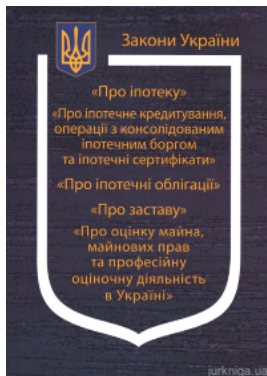 Закони України
«Про іпотеку»
«Про іпотечне кредитування,
операції з консолідованим
іпотечним боргом
та іпотечні сертифікати»
«Про іпотечні облігації»
«Про заставу»
«Про оцінку майна,
майнових прав
та професійну
оціночну діяльність
в Україні»
jurkniga.ua